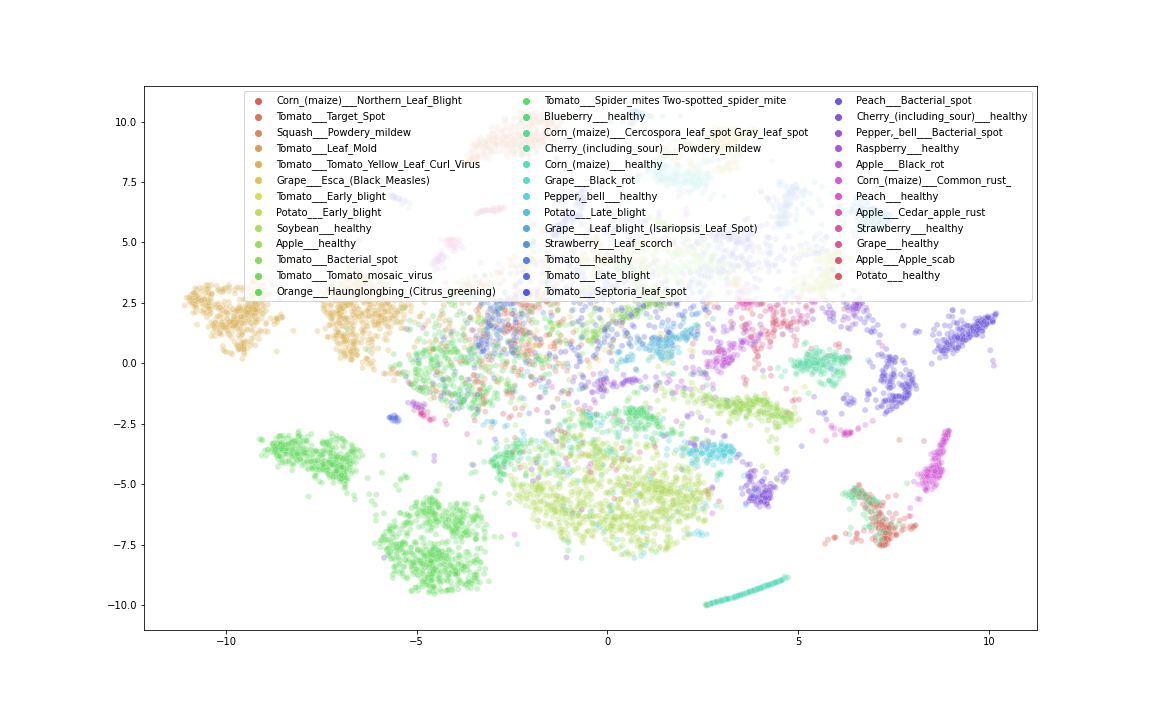 Corn_(maize)___Northern_Leaf_Blight
Tomato___Target_Spot
Squash___Powdery_mildew
Tomato___Leaf_Mold
Tomato___Tomato_Yellow_Leaf_Curl_Virus
Grape___Esca_(Black_Measles)
Tomato___Early_blight
Potato___Early_blight
Soybean___healthy
Apple___healthy
Tomato___Bacterial_spot
Tomato___Tomato_mosaic_virus
Orange___Haunglongbing_(Citrus_greening)
Tomato___Spider_mites Two-spotted_spider_mite
Blueberry___healthy
Corn_(maize)___Cercospora_leaf_spot Gray_leaf_spot
Cherry_(including_sour)___Powdery_mildew
Corn_(maize)___healthy
Grape___Black_rot
Pepper,_bell___healthy
Potato___Late_blight
Grape___Leaf_blight_(Isariopsis_Leaf_Spot)
Strawberry___Leaf_scorch
Tomato___healthy
Tomato___Late_blight
Tomato___Septoria_leaf_spot
Peach___Bacterial_spot
Cherry_(including_sour)___healthy
Pepper,_bell___Bacterial_spot
Raspberry___healthy
Apple___Black_rot
Corn_(maize)___Common_rust_
Peach___healthy
Apple___Cedar_apple_rust
Strawberry___healthy
Grape___healthy
Apple___Apple_scab
Potato___healthy
10.0
7.5
5.0
2.5
0.0
−2.5
−5.0
−7.5
−10.0
−10
−5
0
5
10